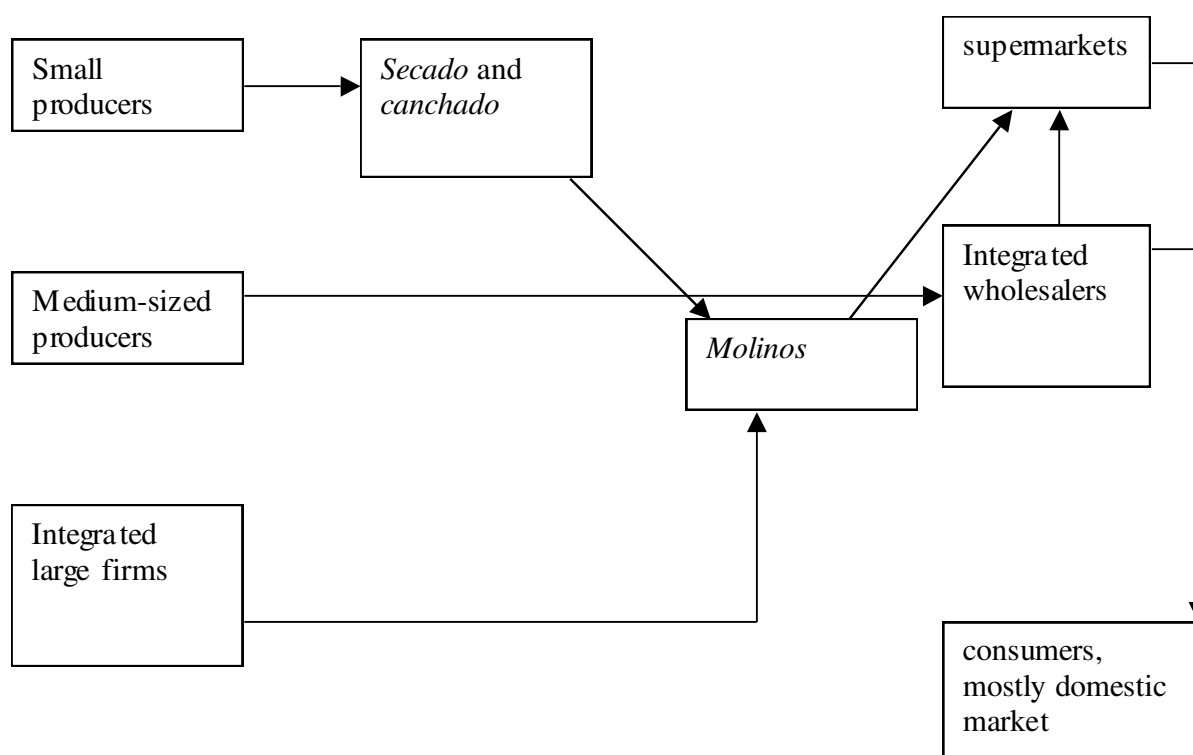 Small
producers
Secado and
canchado
supermarkets
Medium-sized
producers
Molinos
Integrated
wholesalers
Integrated
large firms
consumers,
mostly domestic
market